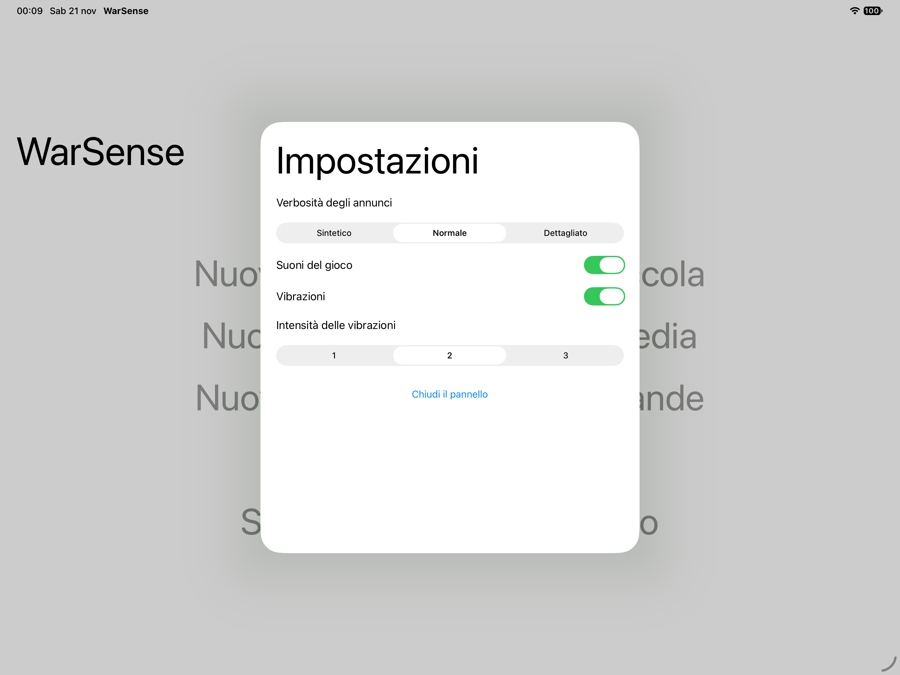 00:09 Sab 21 nov WarSense 100
WarSense
Impostazioni
Verbosità degli annunci
Sintetico Normale Dettagliato
Suoni del gioco
Vibrazioni
Intensità delle vibrazioni
1 2 3
Chiudi il pannello